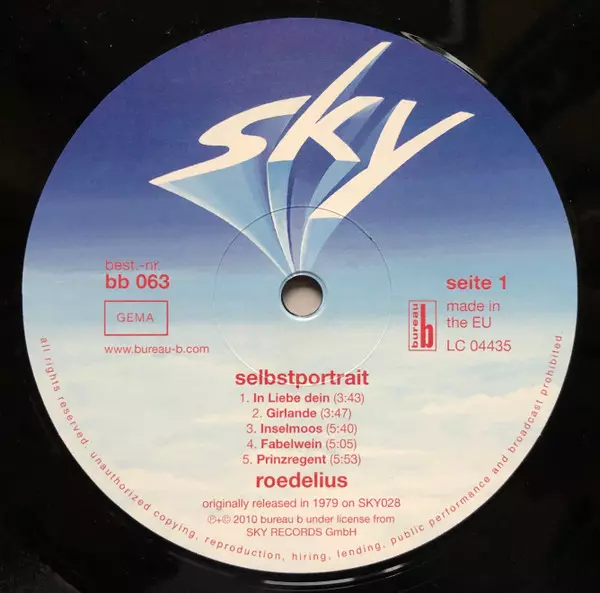 sky
best.-nr.
bb 063
GEMA
www.bureau-b.com
seite 1
bureau b
made in
the EU
LC 04435
selbstportrait
1. In Liebe dein (3:43)
2. Girlande (3:47)
3. Inselmoos (5:40)
4. Fabelwein (5:05)
5. Prinzregent (5:53)
roedelius
originally released in 1979 on SKY028
℗+© 2010 bureau b under license from
SKY RECORDS GmbH
all rights reserved. unauthorized copying, reproduction, hiring, lending, public performance and broadcast prohibited.